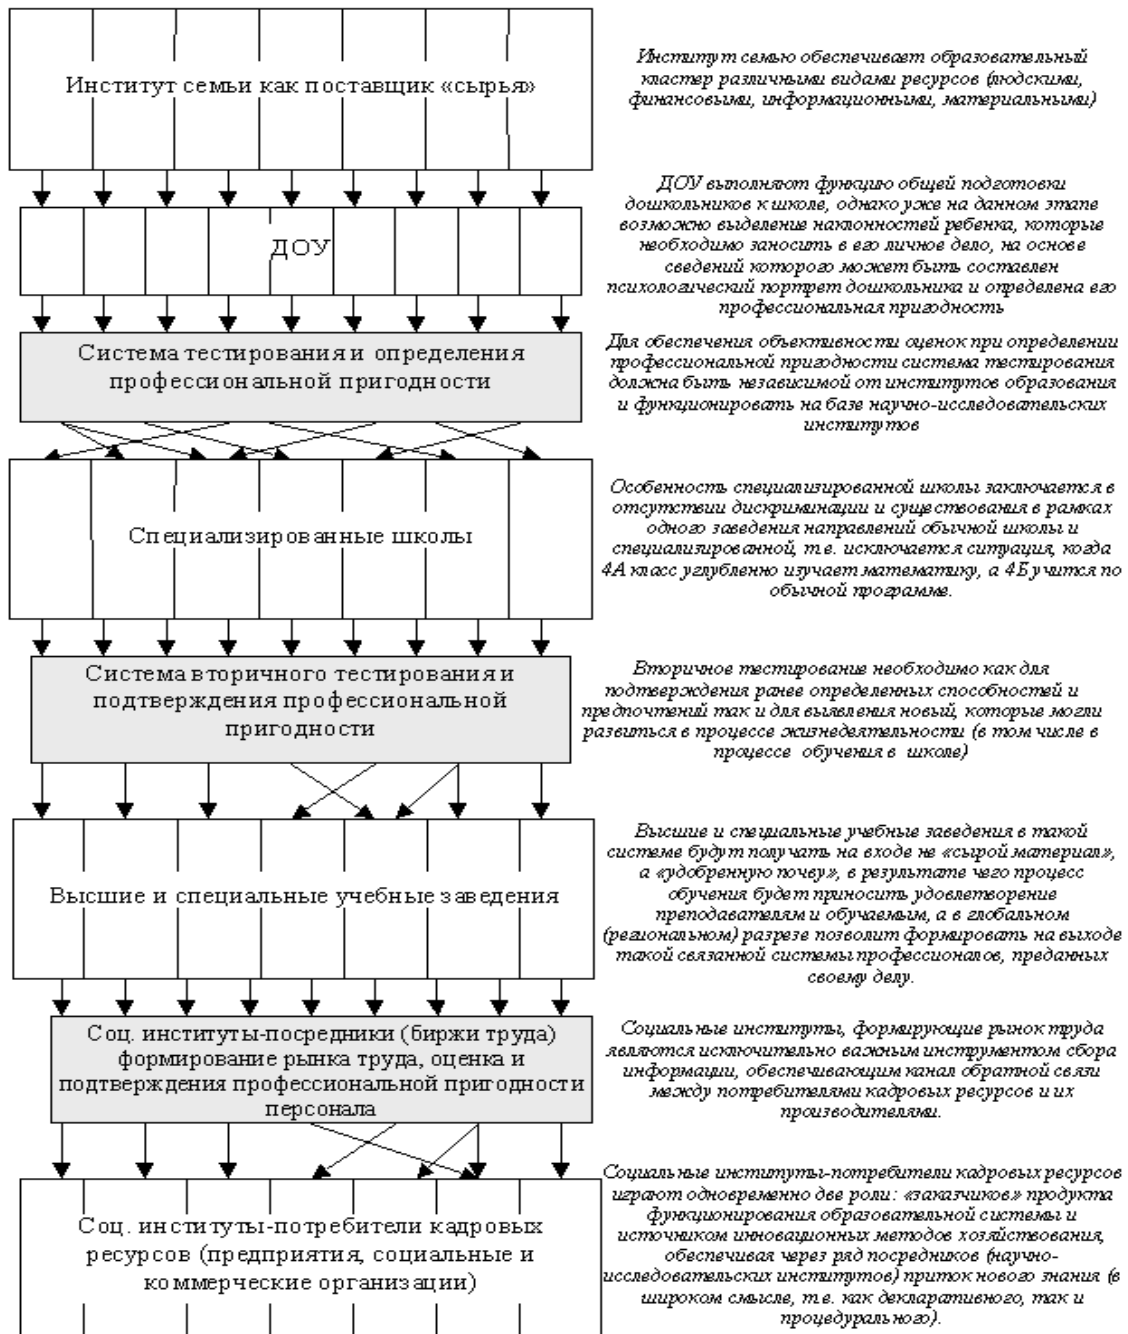 Институт семьи как поставщик «сырья»
Институт семью обеспечивает образовательный
кластер различными видами ресурсов (людскими,
финансовыми, информационными, материальными)
ДОУ
ДОУ выполняют функцию общей подготовки
дошкольников к школе, однако уже на данном этапе
возможно выделение наклонностей ребенка, которые
необходимо заносить в его личное дело, на основе
сведений которого может быть составлен
психологический портрет дошкольника и определена его
профессиональная пригодность
Система тестирования и определения
профессиональной пригодности
Для обеспечения объективности оценок при определении
профессиональной пригодности система тестирования
должна быть независимой от институтов образования
и функционировать на базе научно-исследовательских
институтов
Специализированные школы
Особенность специализированной школы заключается в
отсутствии дискриминации и существования в рамках
одного заведения направлений обычной школы и
специализированной, т.е. исключается ситуация, когда
4А класс углубленно изучает математику, а 4Б учится по
обычной программе.
Система вторичного тестирования и
подтверждения профессиональной
пригодности
Вторичное тестирование необходимо как для
подтверждения ранее определенных способностей и
предпочтений так и для выявления новый, которые могли
развиться в процессе жизнедеятельности (в том числе в
процессе обучения в школе)
Высшие и специальные учебные заведения
Высшие и специальные учебные заведения в такой
системе будут получать на входе не «сырой материал»,
а «удобренную почву», в результате чего процесс
обучения будет приносить удовлетворение
преподавателям и обучаемым, а в глобальном
(региональном) разрезе позволит формировать на выходе
такой связанной системы профессионалов, преданных
своему делу.
Соц. институты-посредники (биржи труда)
формирование рынка труда, оценка и
подтверждения профессиональной пригодности
персонала
Социальные институты, формирующие рынок труда
являются исключительно важным инструментом сбора
информации, обеспечивающим канал обратной связи
между потребителями кадровых ресурсов и их
производителями.
Соц. институты-потребители кадровых
ресурсов (предприятия, социальные и
коммерческие организации)
Социальные институты-потребители кадровых ресурсов
играют одновременно две роли: «заказчиков» продукта
функционирования образовательной системы и
источником инновационных методов хозяйствования,
обеспечивая через ряд посредников (научно-
исследовательских институтов) приток нового знания (в
широком смысле, т.е. как декларативного, так и
процедурального).